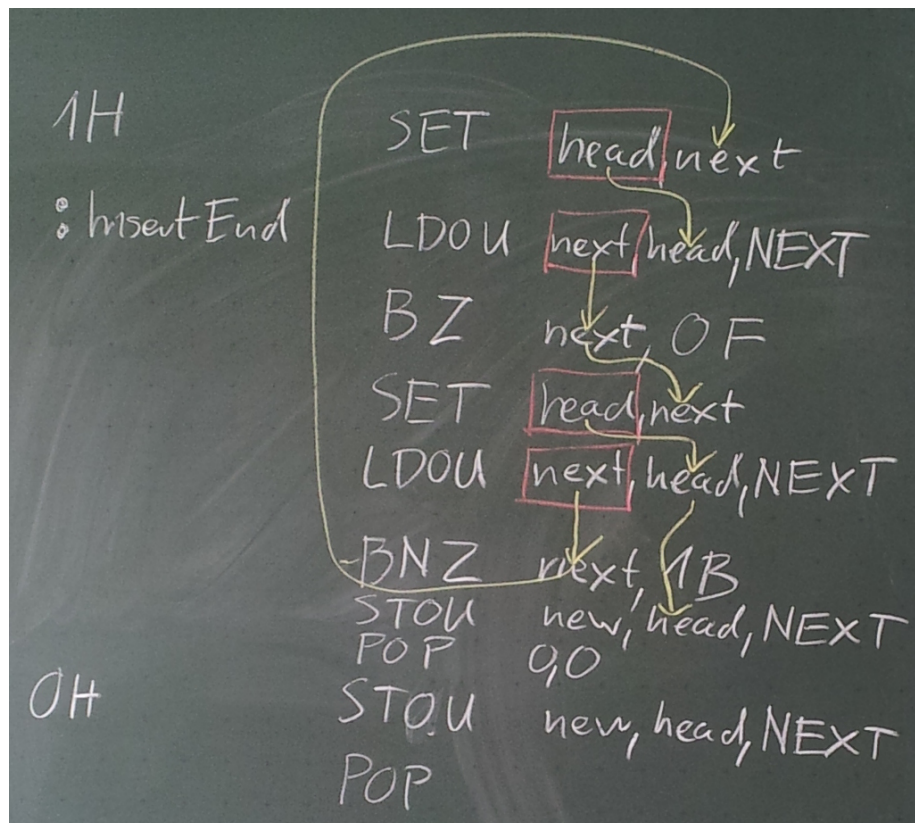 1H SET head, next
:InsertEnd LDOU next, head, NEXT
BZ next, 0F
SET head, next
LDOU next, head, NEXT
BNZ next, 1B
STOU new, head, NEXT
POP 0,0
0H STOU new, head, NEXT
POP